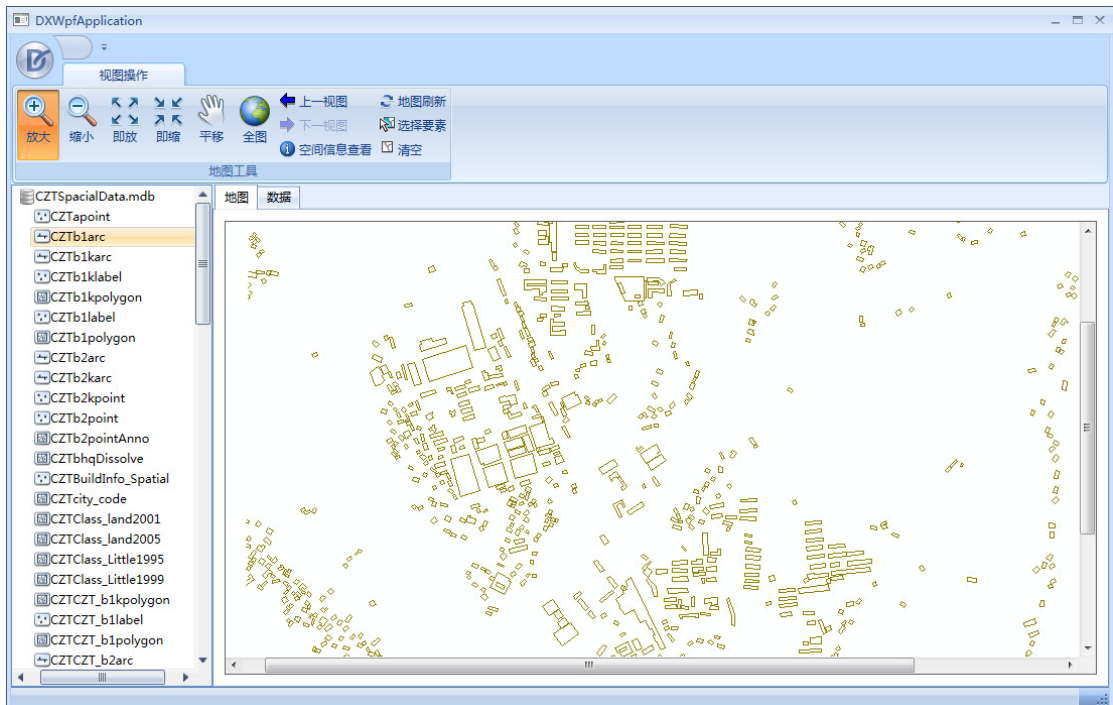 DXWpfApplication
视图操作
放大
缩小
即放
即缩
平移
全图
上一视图
下一视图
空间信息查看
地图刷新
选择要素
清空
地图工具
CZTSpacialData.mdb
CZTapoint
CZTb1arc
CZTb1karc
CZTb1klabel
CZTb1kpolygon
CZTb1label
CZTb1polygon
CZTb2arc
CZTb2karc
CZTb2kpoint
CZTb2point
CZTb2pointAnno
CZTbhqDissolve
CZTBuildInfo_Spatial
CZTcity_code
CZTClass_land2001
CZTClass_land2005
CZTClass_Little1995
CZTClass_Little1999
CZTCZT_b1kpolygon
CZTCZT_b1label
CZTCZT_b1polygon
CZTCZT_b2arc
地图 数据